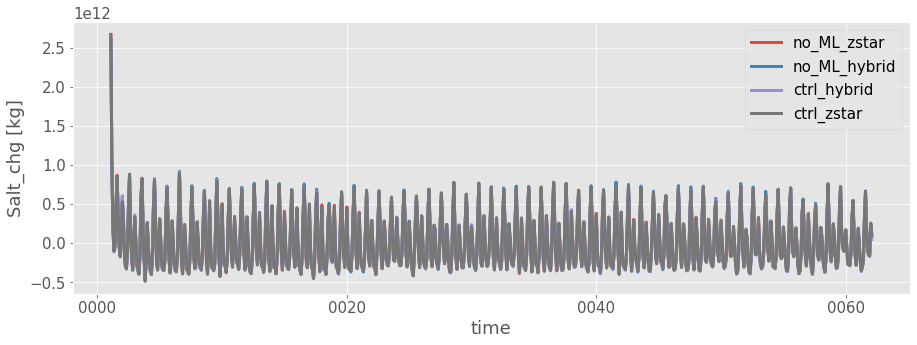 1e12
2.5
2.0
1.5
1.0
0.5
0.0
−0.5
Salt_chg [kg]
no_ML_zstar
no_ML_hybrid
ctrl_hybrid
ctrl_zstar
0000
0020
0040
0060
time